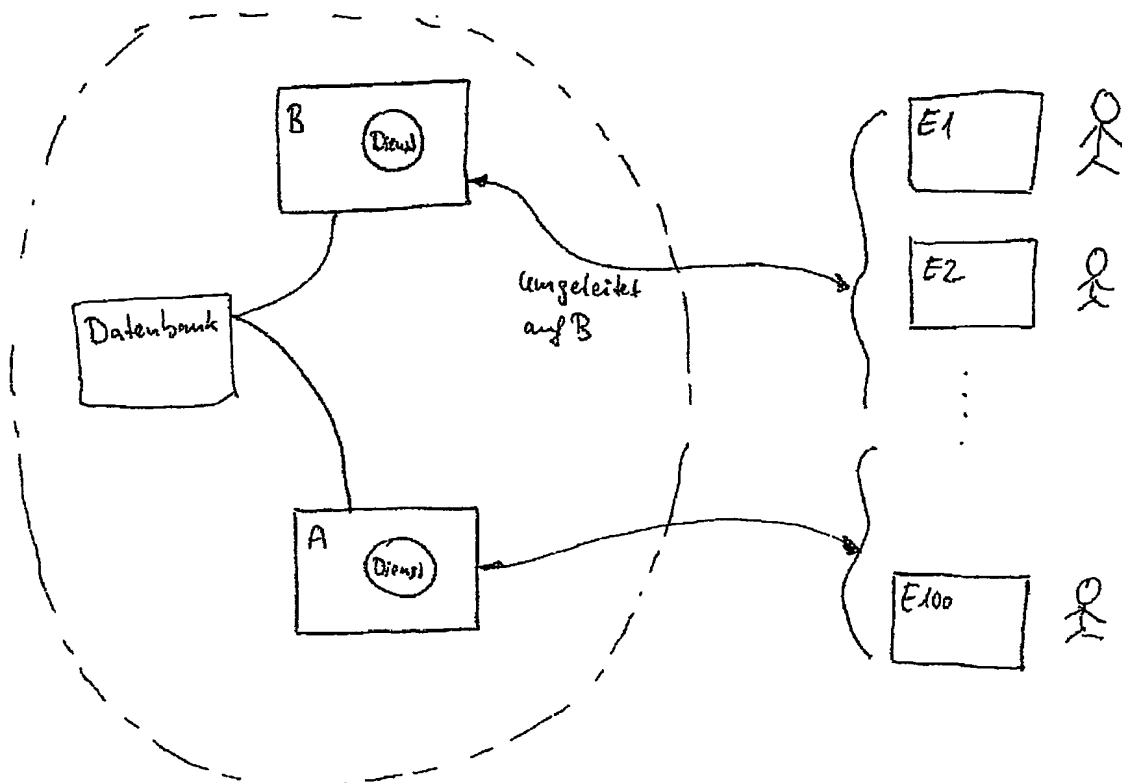 B
Dienst
E1
E2
umgeleitet
auf B
Datenbank
A
Dienst
E100